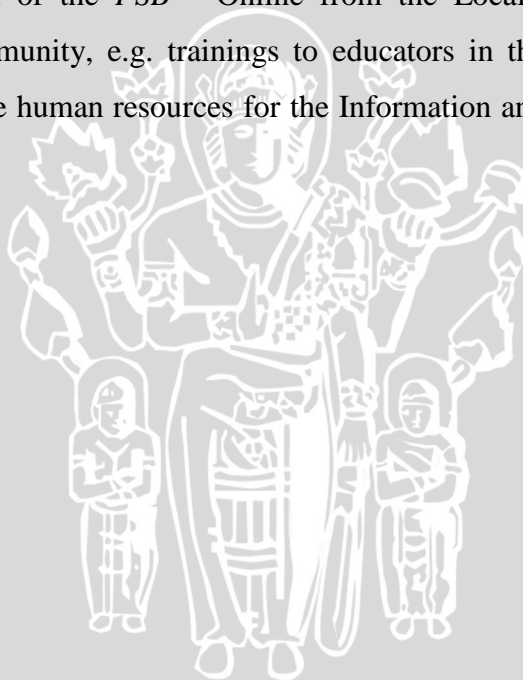 of the PSB – Online from the Local
munity, e.g. trainings to educators in th
e human resources for the Information an